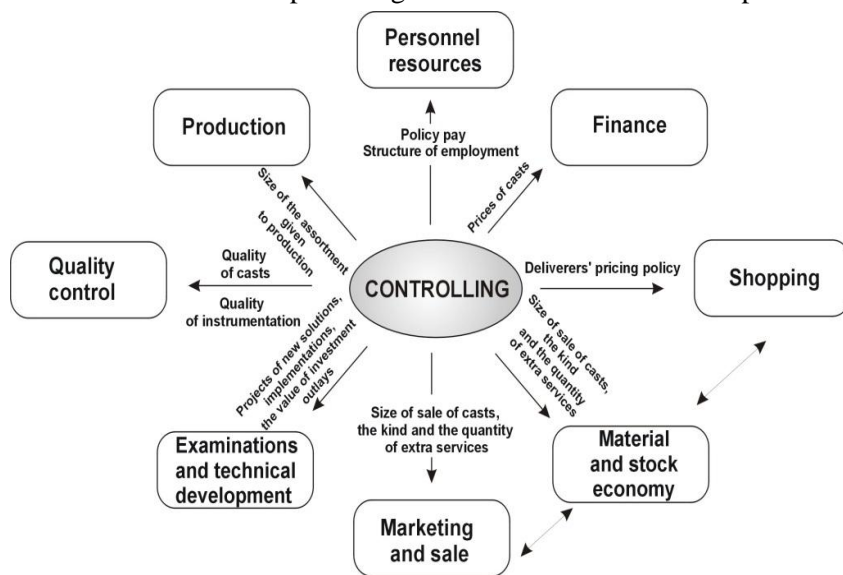 Personnel
resources
Production
Finance
Policy pay
Structure of employment
Prices of casts
Size of the assortment
given
to production
Quality
control
Quality
of casts
Quality
of instrumentation
CONTROLLING
Deliverers' pricing policy
Shopping
Size of sale of casts,
the kind
and the quantity
of extra services
Projects of new solutions,
implementations,
the value of investment
outlays
Size of sale of casts,
the kind and the quantity
of extra services
Examinations
and technical
development
Material
and stock
economy
Marketing
and sale